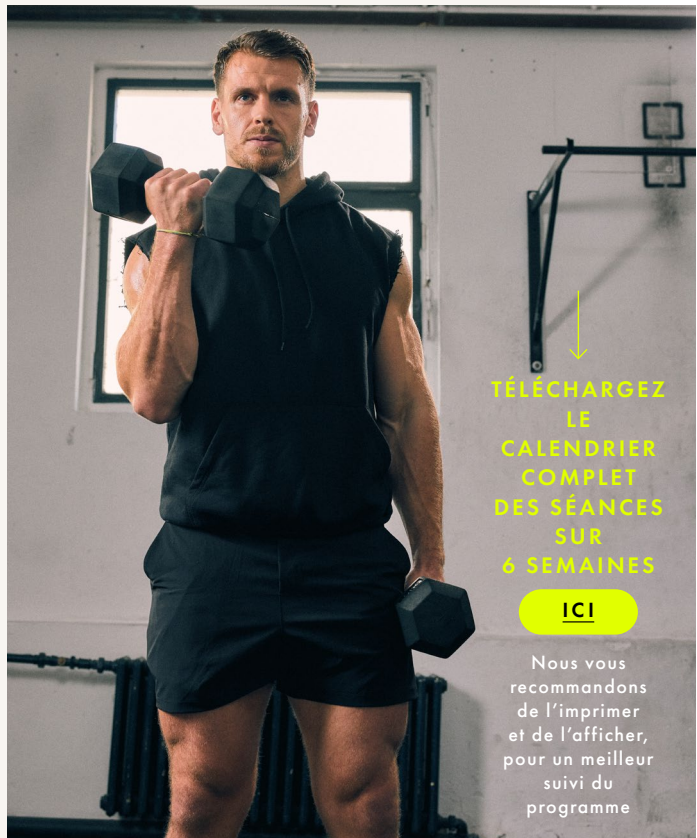 TÉLÉCHARGEZ
LE
CALENDRIER
COMPLET
DES SÉANCES
SUR
6 SEMAINES
ICI
Nous vous
recommandons
de l’imprimer
et de l’afficher,
pour un meilleur
suivi du
programme